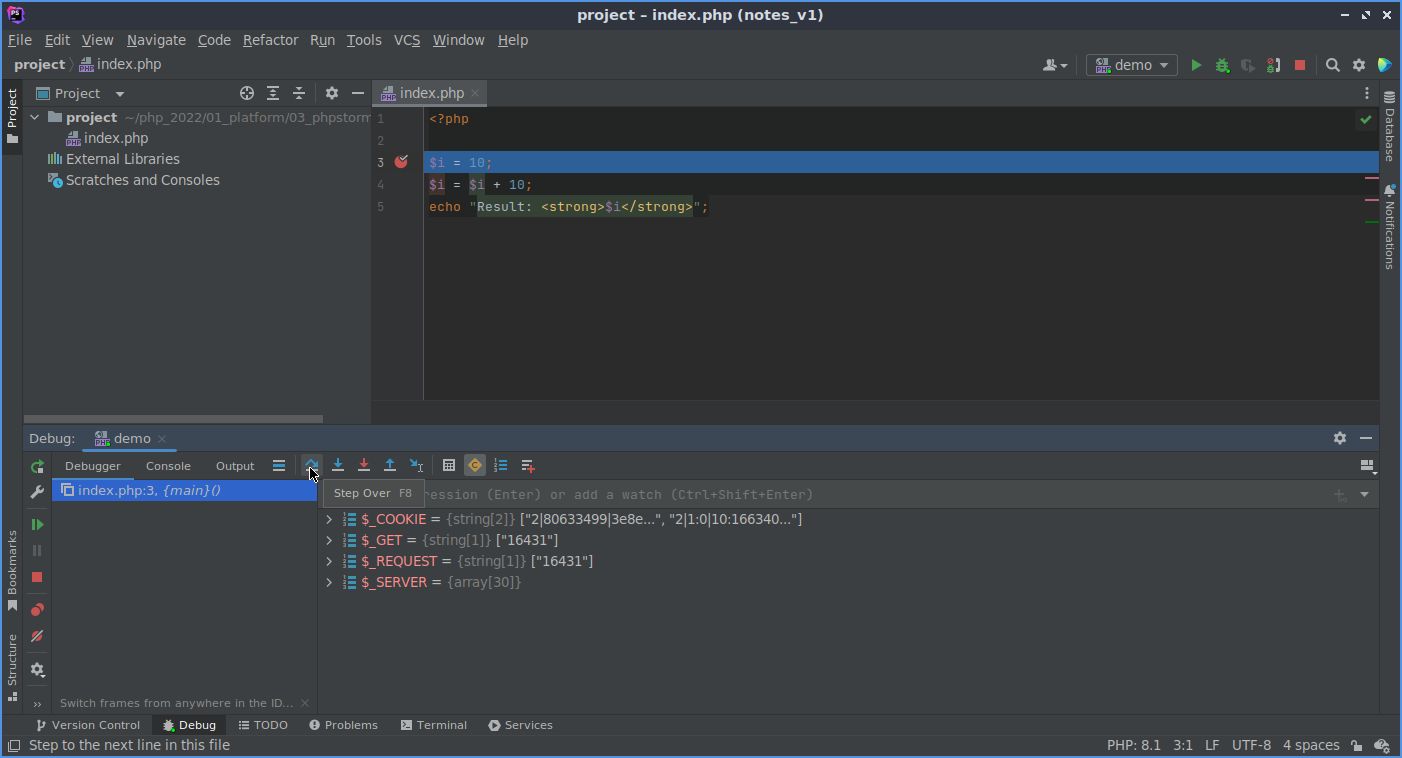 PS
project – index.php (notes_v1)
File Edit View Navigate Code Refactor Run Tools VCS Window Help
project index.php demo
Project
Project
index.php
project ~/php_2022/01_platform/03_phpstorm
index.php
External Libraries
Scratches and Consoles
1 <?php
2
3 $i = 10;
4 $i = $i + 10;
5 echo "Result: <strong>$i</strong>";
Database
Notifications
Debug: demo
Debugger Console Output
index.php:3, {main}()
Step Over F8
ression (Enter) or add a watch (Ctrl+Shift+Enter)
$_COOKIE = {string[2]} ["2|80633499|3e8e...", "2|1:0|10:166340..."]
$_GET = {string[1]} ["16431"]
$_REQUEST = {string[1]} ["16431"]
$_SERVER = {array[30]}
Bookmarks
Structure
Switch frames from anywhere in the ID...
Version Control Debug TODO Problems Terminal Services
Step to the next line in this file PHP: 8.1 3:1 LF UTF-8 4 spaces